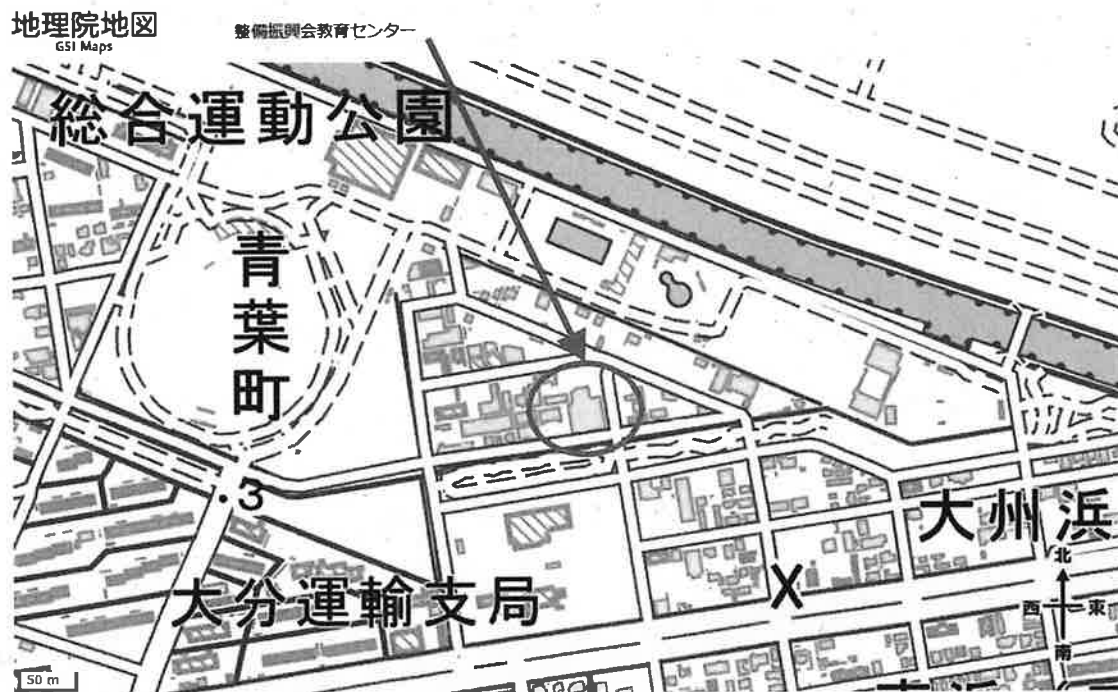 地理院地図
GSI Maps
整備振興会教育センター
総合運動公園
青葉町
・3
大州浜
大分運輸支局
X
北
西
東
南
50 m